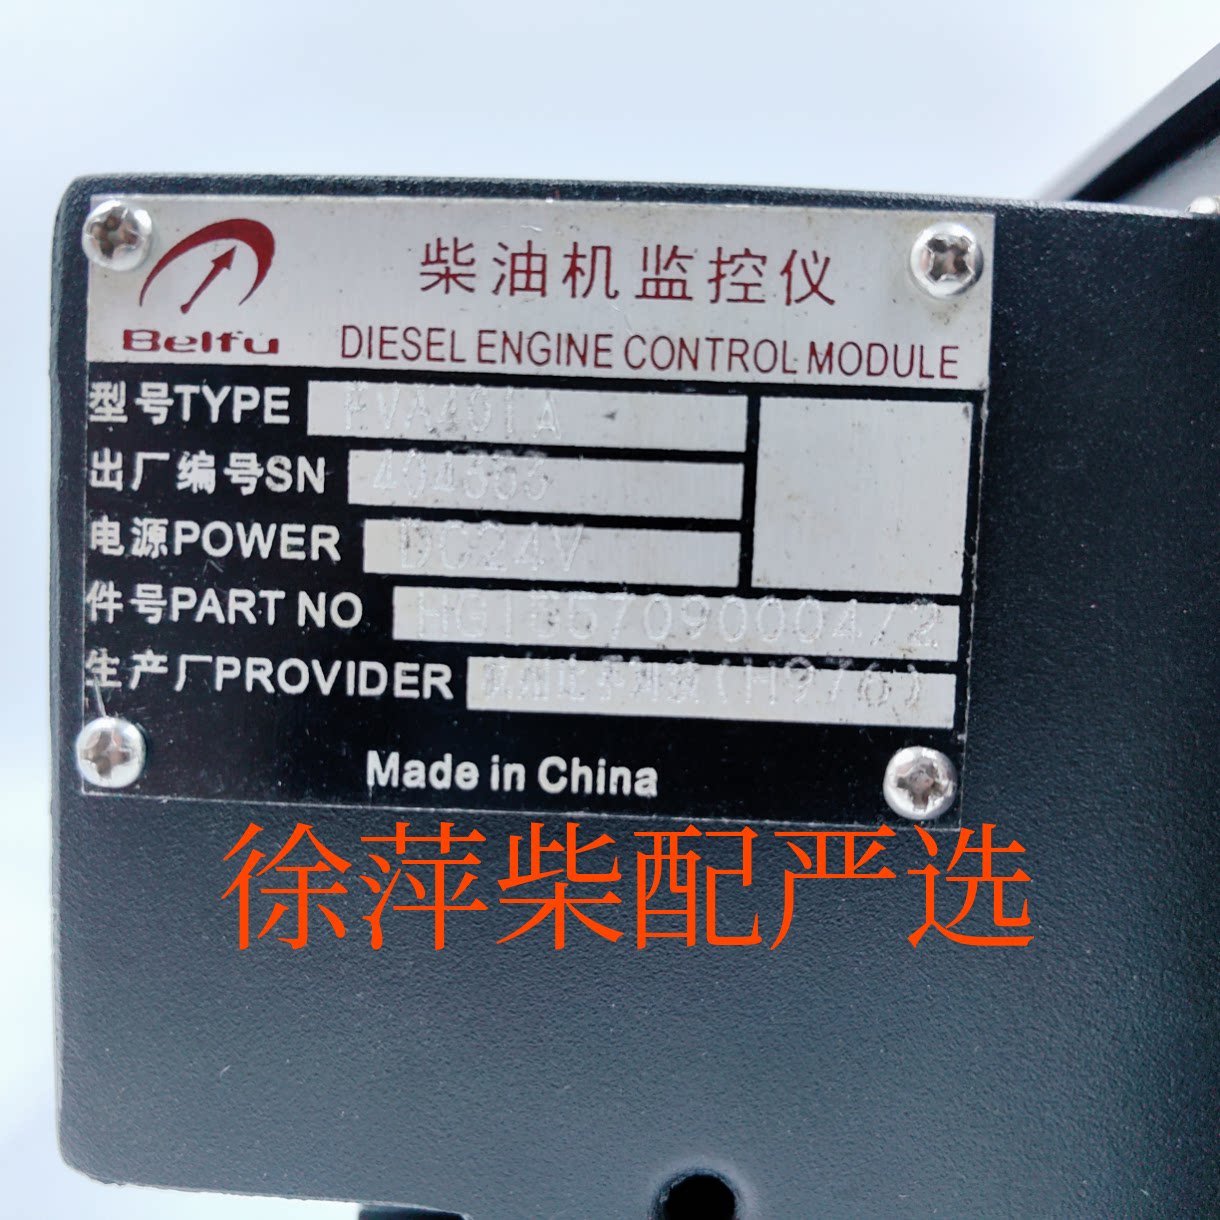 Belfu
柴油机监控仪
DIESEL ENGINE CONTROL MODULE
型号TYPE
出厂编号SN
电源POWER DC24V
件号PART NO
生产厂PROVIDER (H976)
Made in China
徐萍柴配严选